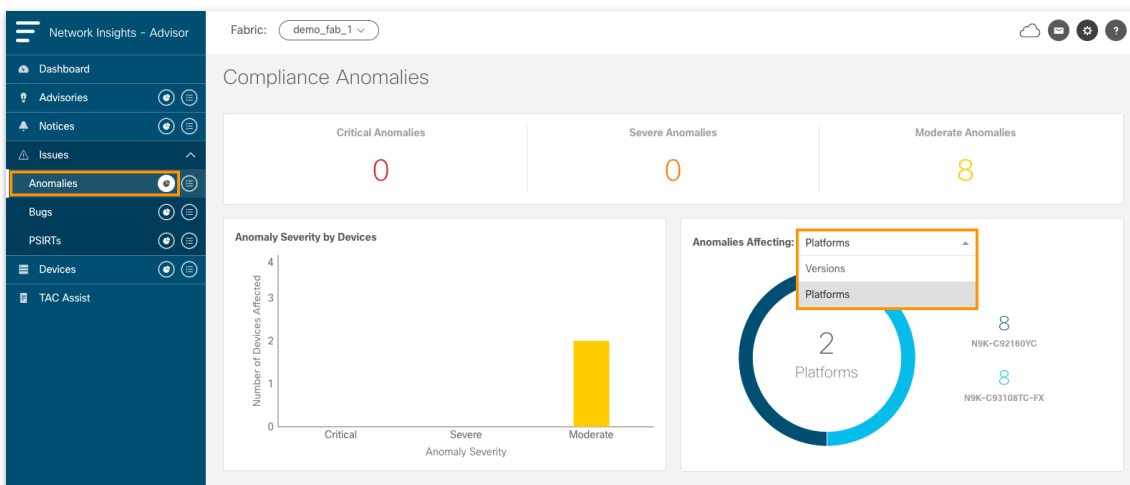 Network Insights - Advisor
Fabric: demo_fab_1
?
Dashboard
Advisories
Notices
Issues
Anomalies
Bugs
PSIRTs
Devices
TAC Assist
Compliance Anomalies
Critical Anomalies
0
Severe Anomalies
0
Moderate Anomalies
8
Anomaly Severity by Devices
Number of Devices Affected
4
3
2
1
0
Critical
Severe
Moderate
Anomaly Severity
Anomalies Affecting: Platforms
Versions
Platforms
2
Platforms
8
N9K-C92160YC
8
N9K-C93108TC-FX